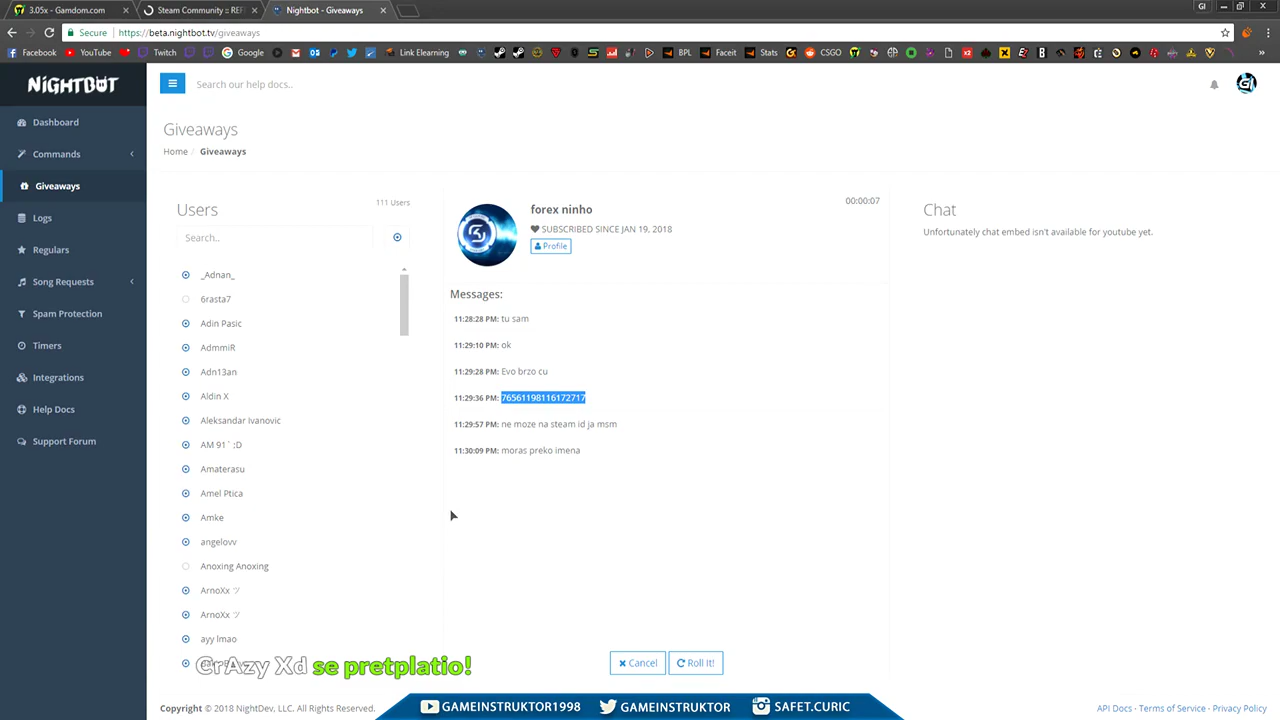 3.05x - Gamdom.com
Steam Community :: REF
Nightbot - Giveaways
GI
Secure
https://beta.nightbot.tv/giveaways
Facebook
YouTube
Twitch
Google
Link Elearning
BPL
Faceit
Stats
CSGO
NiGHTBOT
Search our help docs..
Dashboard
Commands
Giveaways
Logs
Regulars
Song Requests
Spam Protection
Timers
Integrations
Help Docs
Support Forum
Giveaways
Home / Giveaways
Users
111 Users
Search..
_Adnan_
6rasta7
Adin Pasic
AdmmiR
Adn13an
Aldin X
Aleksandar Ivanovic
AM 91` ;D
Amaterasu
Amel Ptica
Amke
angelovv
Anoxing Anoxing
ArnoXx ツ
ArnoXx ツ
ayy lmao
forex ninho
SUBSCRIBED SINCE JAN 19, 2018
Profile
00:00:07
Messages:
11:28:28 PM: tu sam
11:29:10 PM: ok
11:29:28 PM: Evo brzo cu
11:29:36 PM: 76561198116172717
11:29:57 PM: ne moze na steam id ja msm
11:30:09 PM: moras preko imena
Cancel
Roll It!
Chat
Unfortunately chat embed isn't available for youtube yet.
CrAzy Xd se pretplatio!
Copyright © 2018 NightDev, LLC. All Rights Reserved.
GAMEINSTRUKTOR1998
GAMEINSTRUKTOR
SAFET.CURIC
API Docs - Terms of Service - Privacy Policy